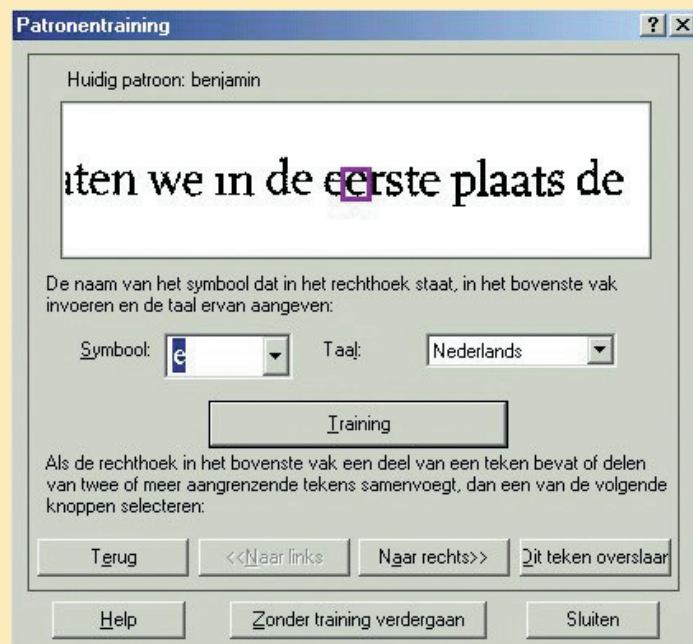 Patronentraining
Huidig patroon: benjamin
ıten we ın de eerste plaats de
De naam van het symbool dat in het rechthoek staat, in het bovenste vak
invoeren en de taal ervan aangeven:
Symbool: e Taal: Nederlands
Training
Als de rechthoek in het bovenste vak een deel van een teken bevat of delen
van twee of meer aangrenzende tekens samenvoegt, dan een van de volgende
knoppen selecteren:
Terug <<Naar links Naar rechts>> Dit teken overslaan
Help Zonder training verdergaan Sluiten